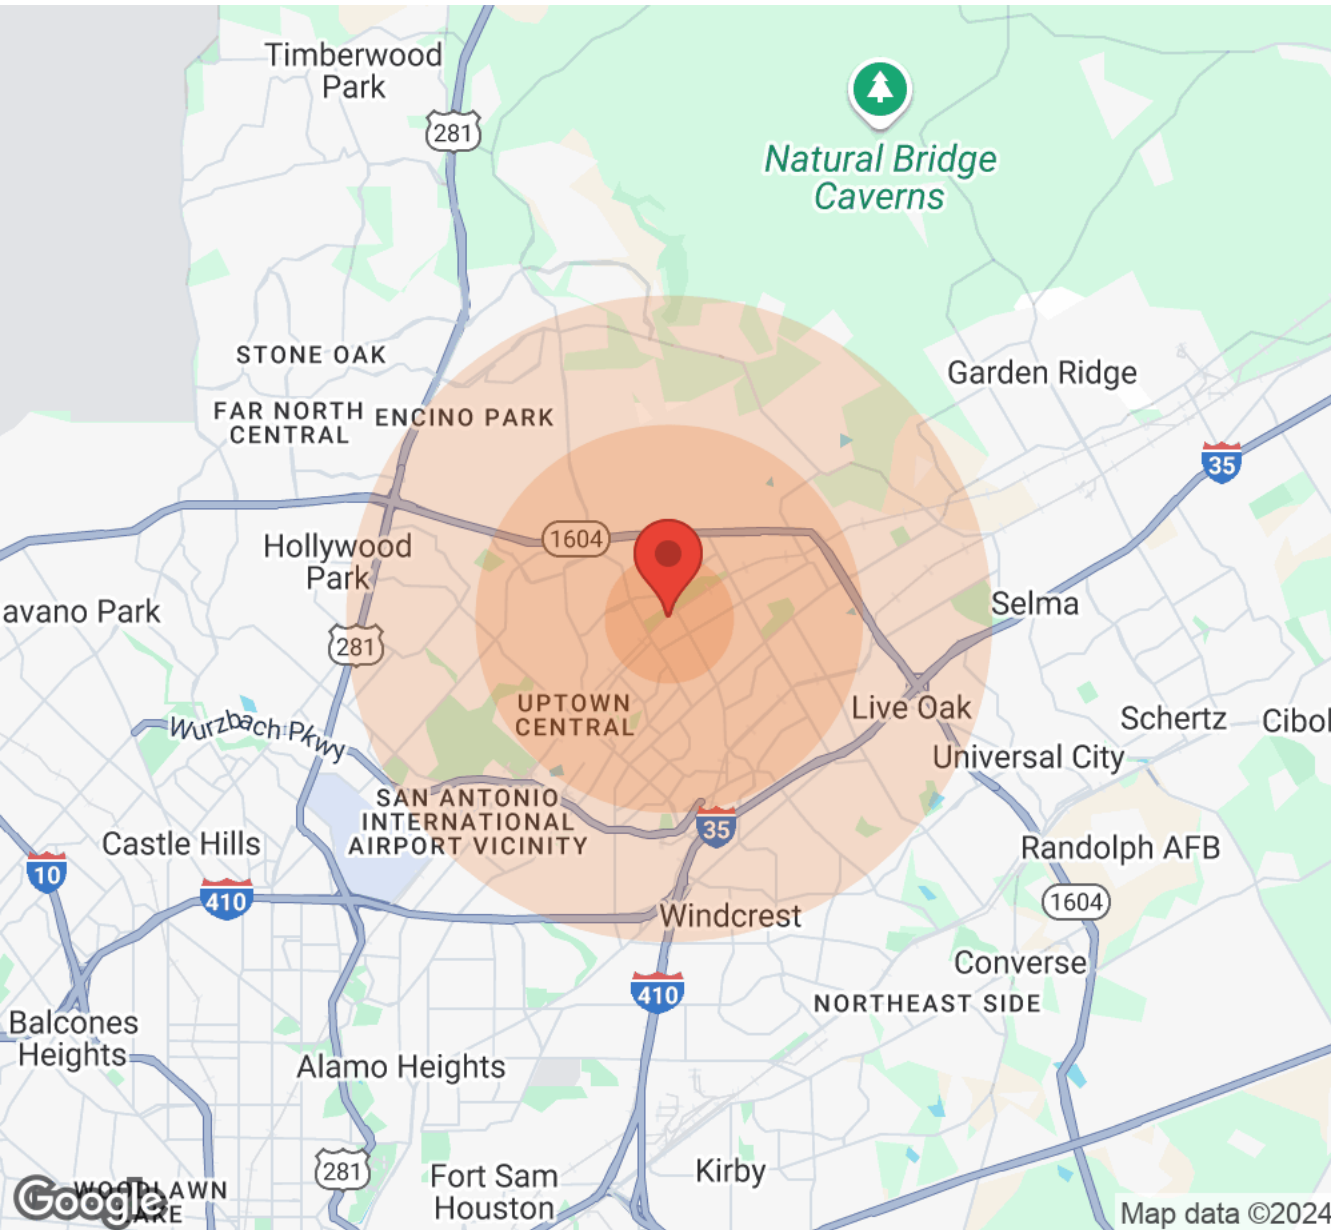 Timberwood
Park
281
Natural Bridge
Caverns
STONE OAK
Garden Ridge
FAR NORTH
CENTRAL
ENCINO PARK
35
1604
Hollywood
Park
Selma
avano Park
281
UPTOWN
CENTRAL
Live Oak
Schertz
Cibol
Wurzbach Pkwy
Universal City
SAN ANTONIO
INTERNATIONAL
AIRPORT VICINITY
35
Castle Hills
Randolph AFB
10
410
1604
Windcrest
Converse
410
NORTHEAST SIDE
Balcones
Heights
Alamo Heights
281
Fort Sam
Houston
Kirby
WOODLAWN
LAKE
Google
Map data ©2024